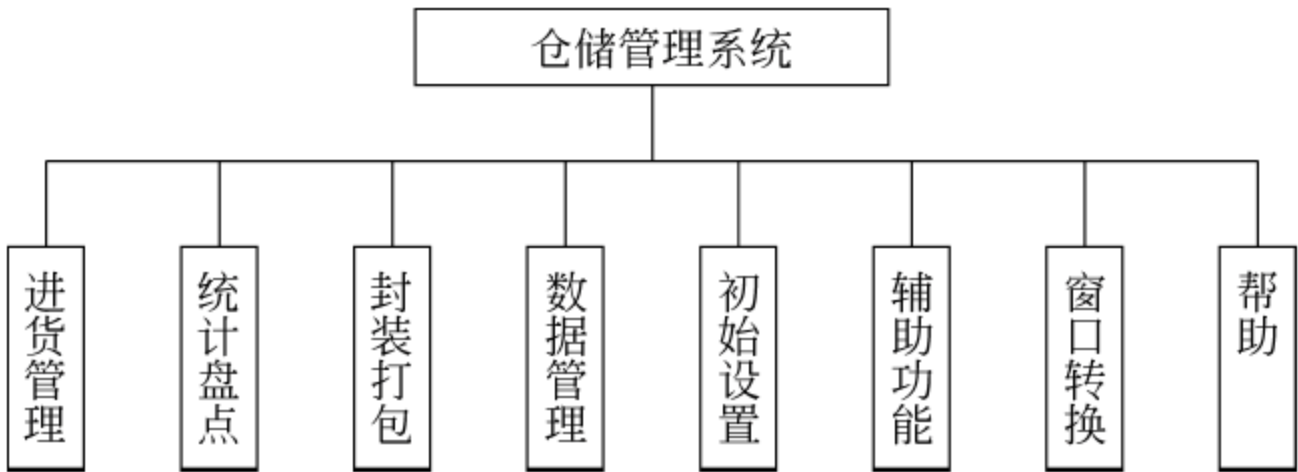 仓储管理系统
进货管理
统计盘点
封装打包
数据管理
初始设置
辅助功能
窗口转换
帮助